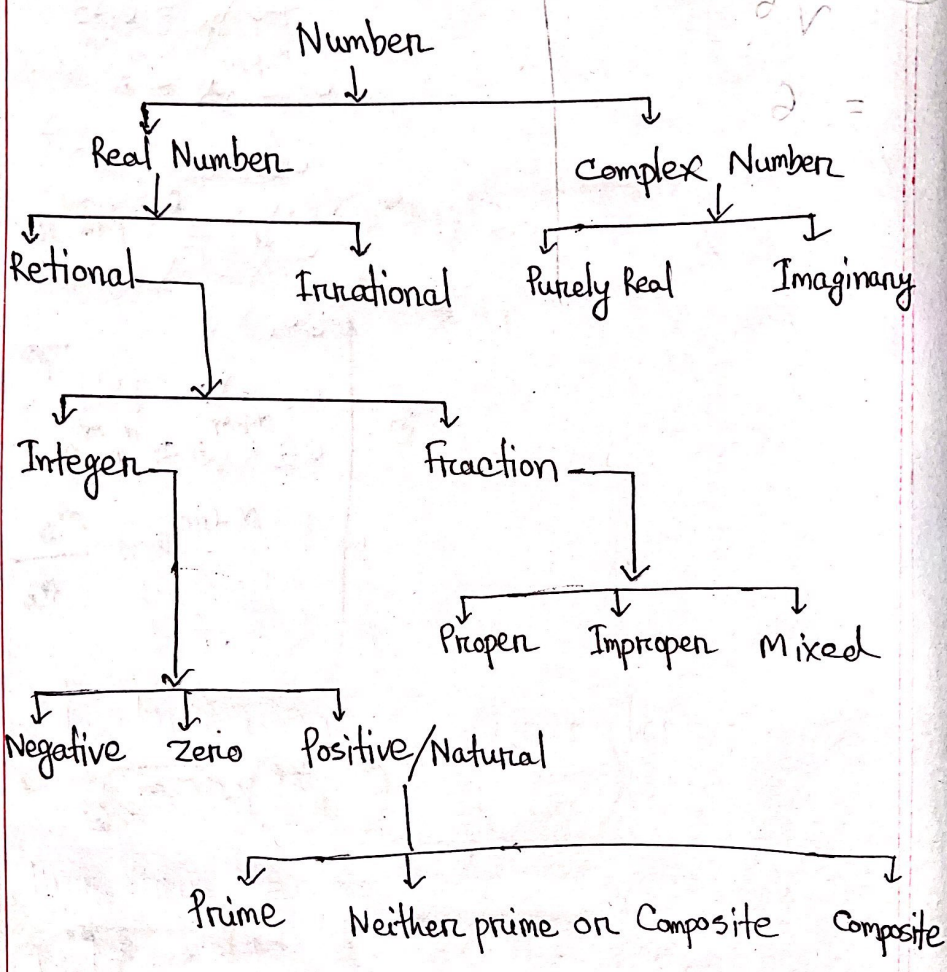 Number
Real Number
Complex Number
Retional
Irrational
Purely Real
Imaginary
Integer
Fraction
Proper
Improper
Mixed
Negative
Zero
Positive/Natural
Prime
Neither prime or Composite
Composite